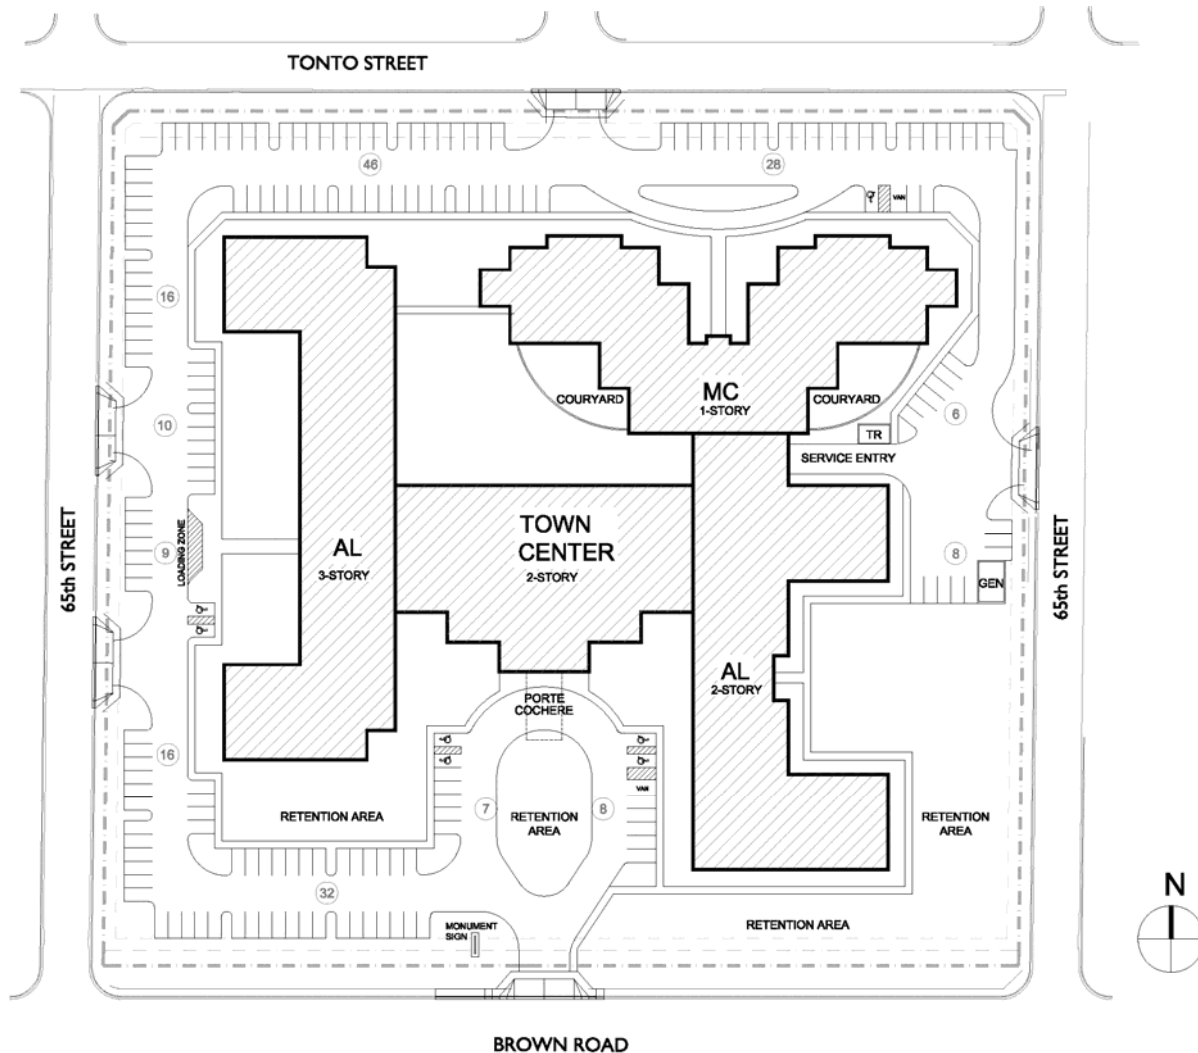 TONTO STREET
46
28
VAN
16
MC
1-STORY
COURYARD
COURYARD
6
10
TR
SERVICE ENTRY
65th STREET
LOADING ZONE
9
AL
3-STORY
TOWN
CENTER
2-STORY
8
GEN
65th STREET
AL
2-STORY
PORTE
COCHERE
16
VAN
7
8
RETENTION AREA
RETENTION
AREA
RETENTION
AREA
32
MONUMENT
SIGN
RETENTION AREA
N
BROWN ROAD